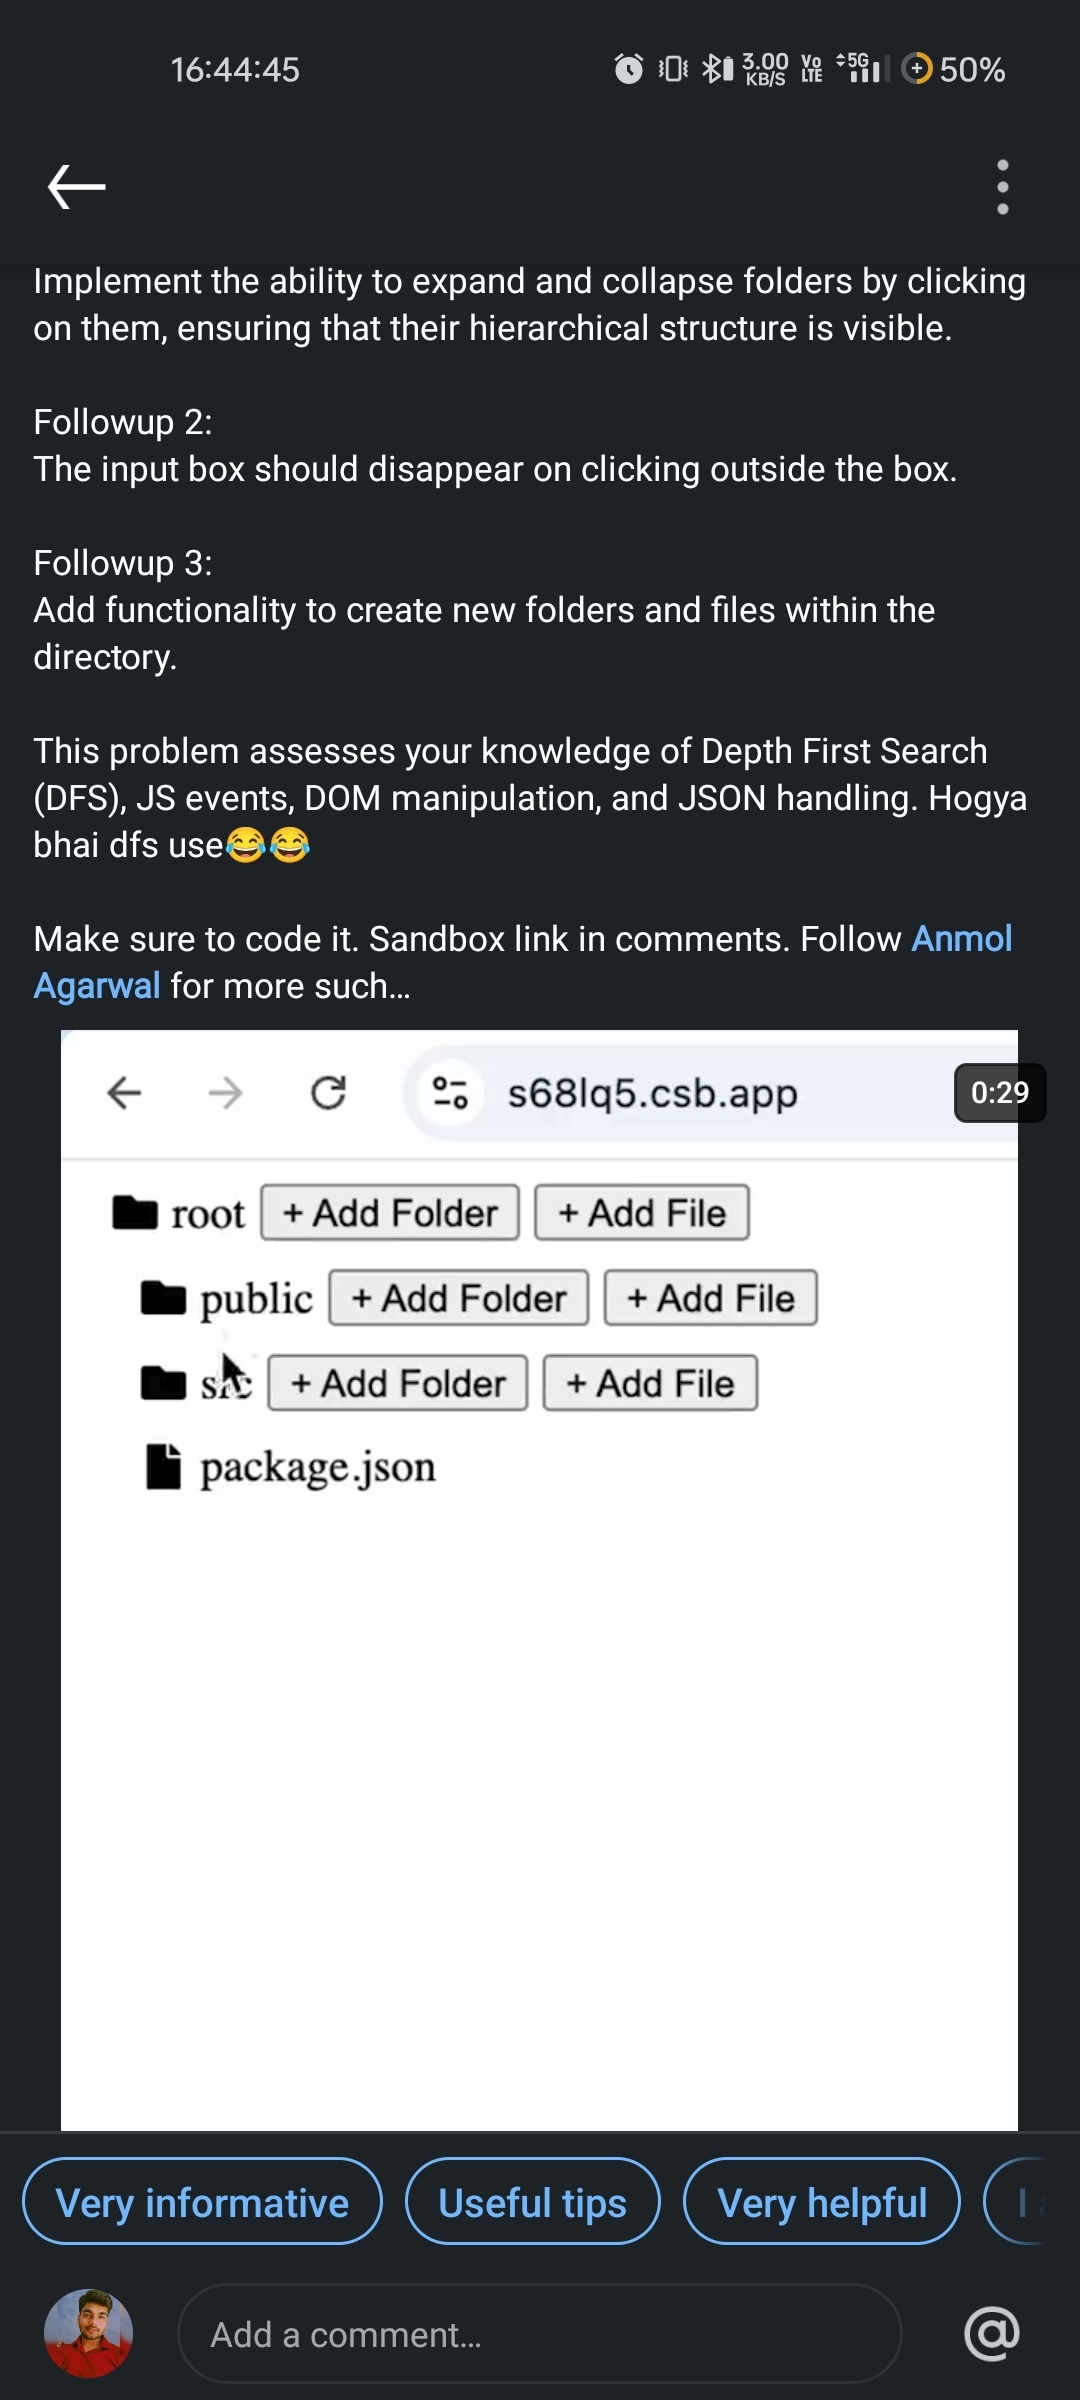 16:44:45
3.00 KB/S Vo LTE 5G 50%
Implement the ability to expand and collapse folders by clicking
on them, ensuring that their hierarchical structure is visible.
Followup 2:
The input box should disappear on clicking outside the box.
Followup 3:
Add functionality to create new folders and files within the
directory.
This problem assesses your knowledge of Depth First Search
(DFS), JS events, DOM manipulation, and JSON handling. Hogya
bhai dfs use😂😂
Make sure to code it. Sandbox link in comments. Follow Anmol
Agarwal for more such...
s68lq5.csb.app
0:29
root + Add Folder + Add File
public + Add Folder + Add File
src + Add Folder + Add File
package.json
Very informative Useful tips Very helpful I
Add a comment...
@